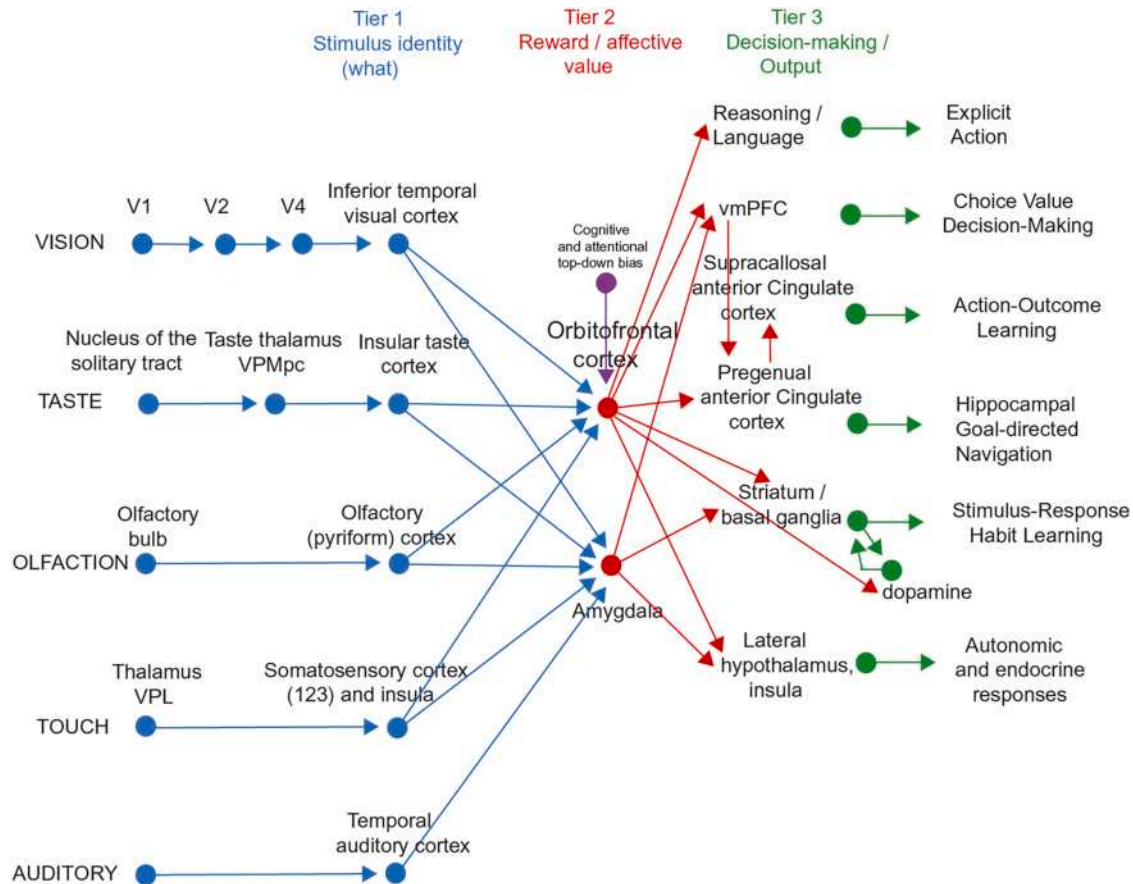 Tier 1
Stimulus identity
(what)
Tier 2
Reward / affective
value
Tier 3
Decision-making /
Output
Reasoning /
Language
Explicit
Action
V1
V2
V4
Inferior temporal
visual cortex
VISION
Cognitive
and attentional
top-down bias
vmPFC
Choice Value
Decision-Making
Supracallosal
anterior Cingulate
cortex
Action-Outcome
Learning
Nucleus of the
solitary tract
Taste thalamus
VPMpc
Insular taste
cortex
TASTE
Orbitofrontal
cortex
Pregenual
anterior Cingulate
cortex
Hippocampal
Goal-directed
Navigation
Olfactory
bulb
Olfactory
(pyriform) cortex
OLFACTION
Amygdala
Striatum /
basal ganglia
Stimulus-Response
Habit Learning
dopamine
Thalamus
VPL
Somatosensory cortex
(123) and insula
TOUCH
Lateral
hypothalamus,
insula
Autonomic
and endocrine
responses
Temporal
auditory cortex
AUDITORY